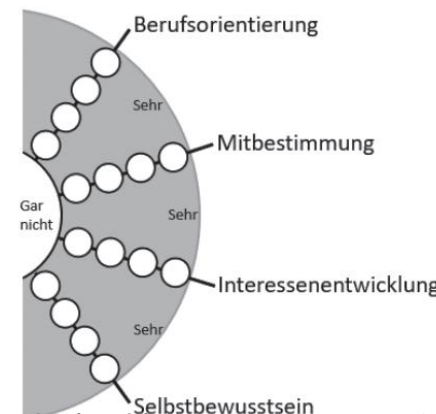 Berufsorientierung
Sehr
Mitbestimmung
Gar
nicht
Sehr
Interessenentwicklung
Sehr
Selbstbewusstsein